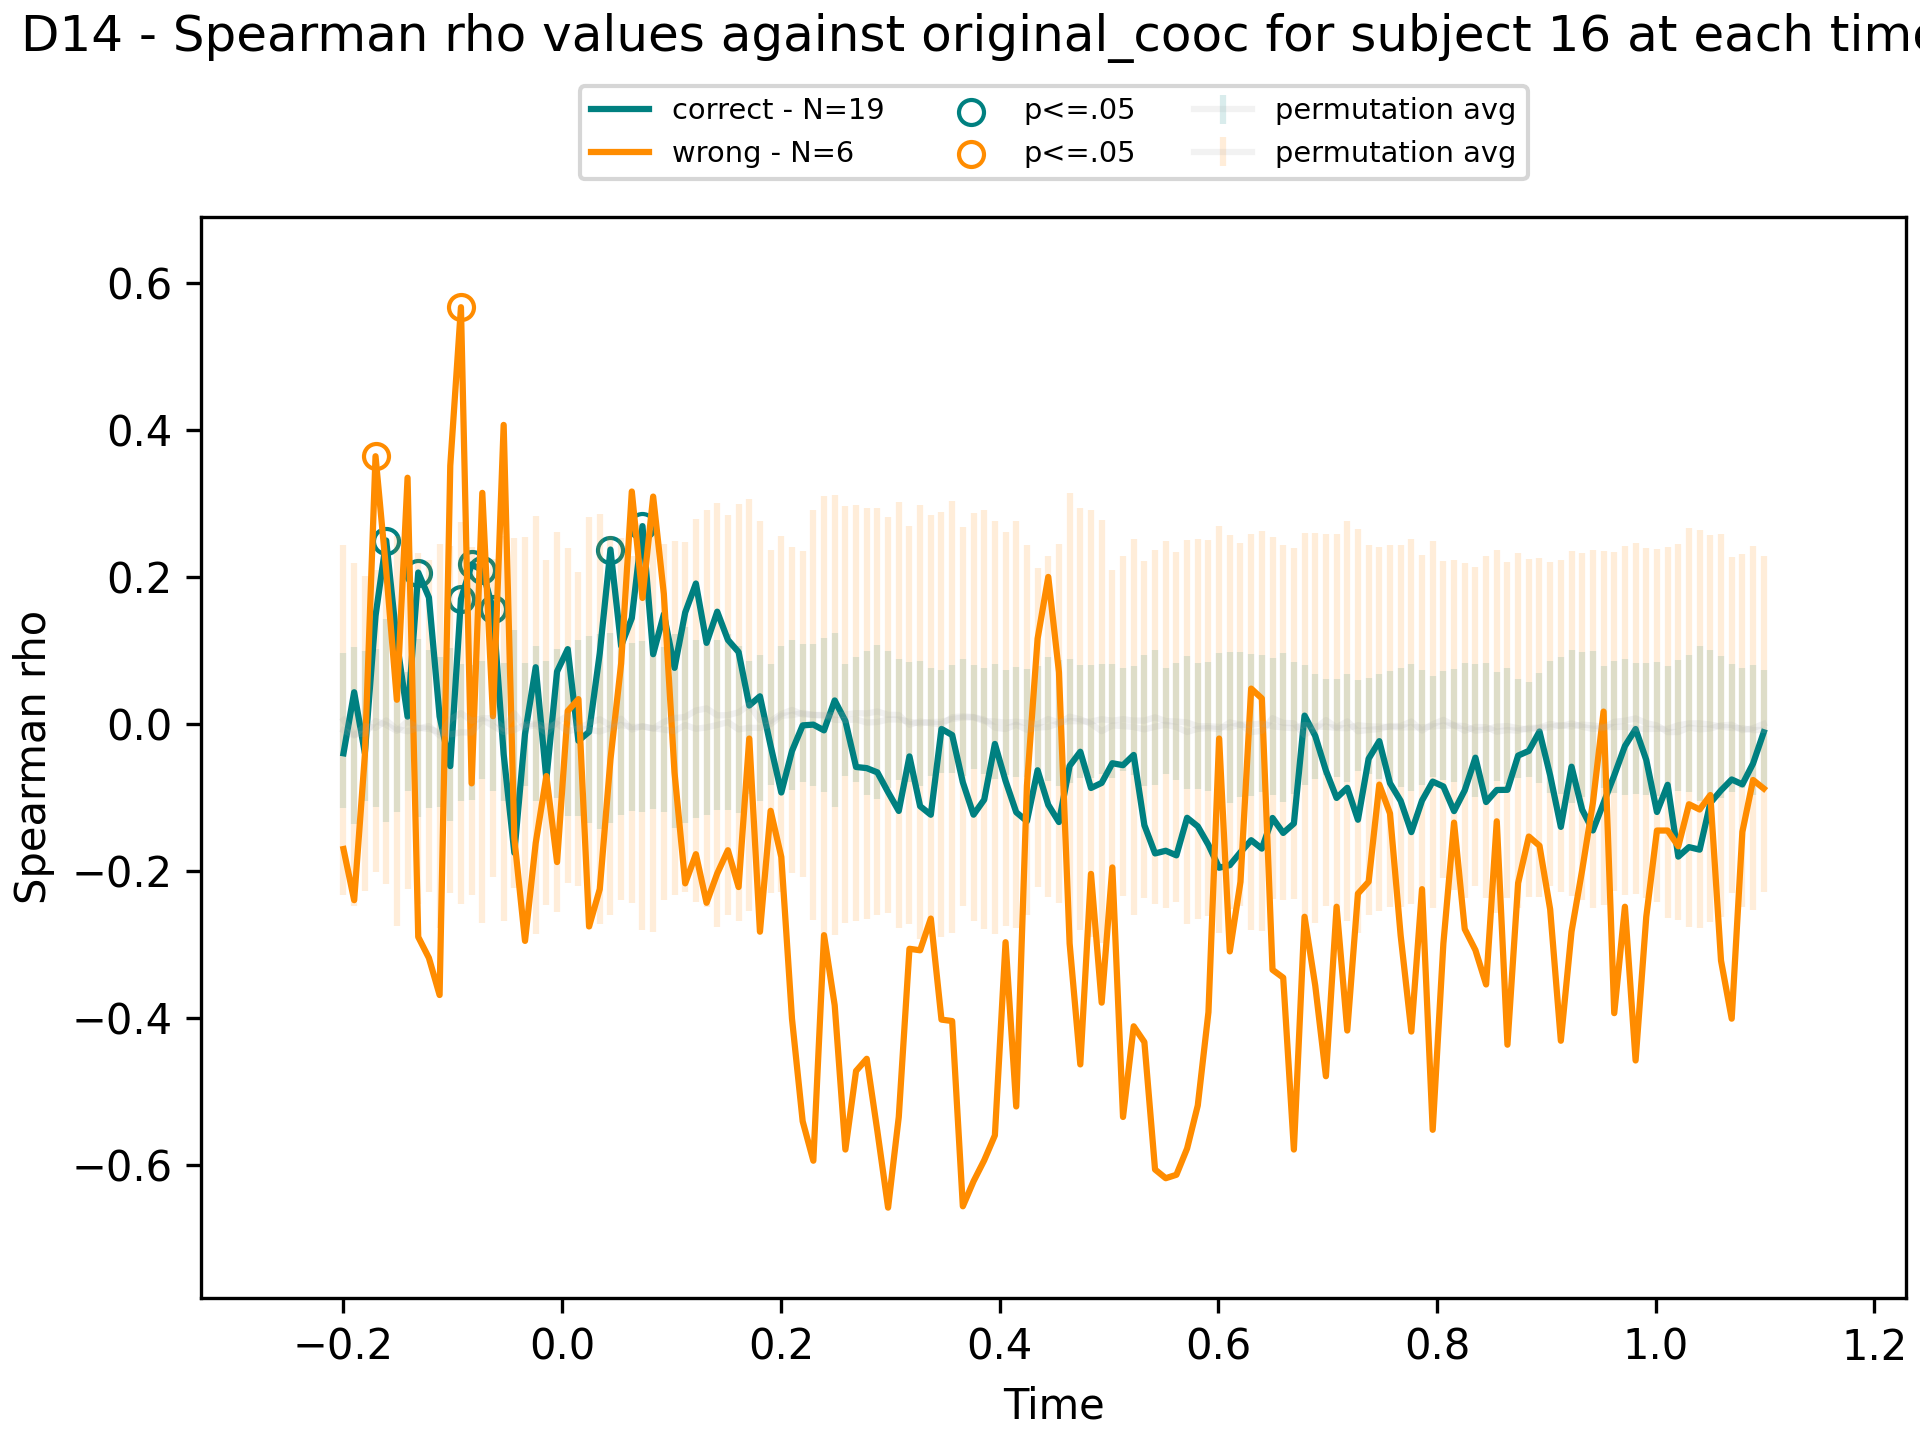 D14 - Spearman rho values against original_cooc for subject 16 at each time
correct - N=19
wrong - N=6
p<=.05
p<=.05
permutation avg
permutation avg
Spearman rho
0.6
0.4
0.2
0.0
−0.2
−0.4
−0.6
−0.2 0.0 0.2 0.4 0.6 0.8 1.0 1.2
Time